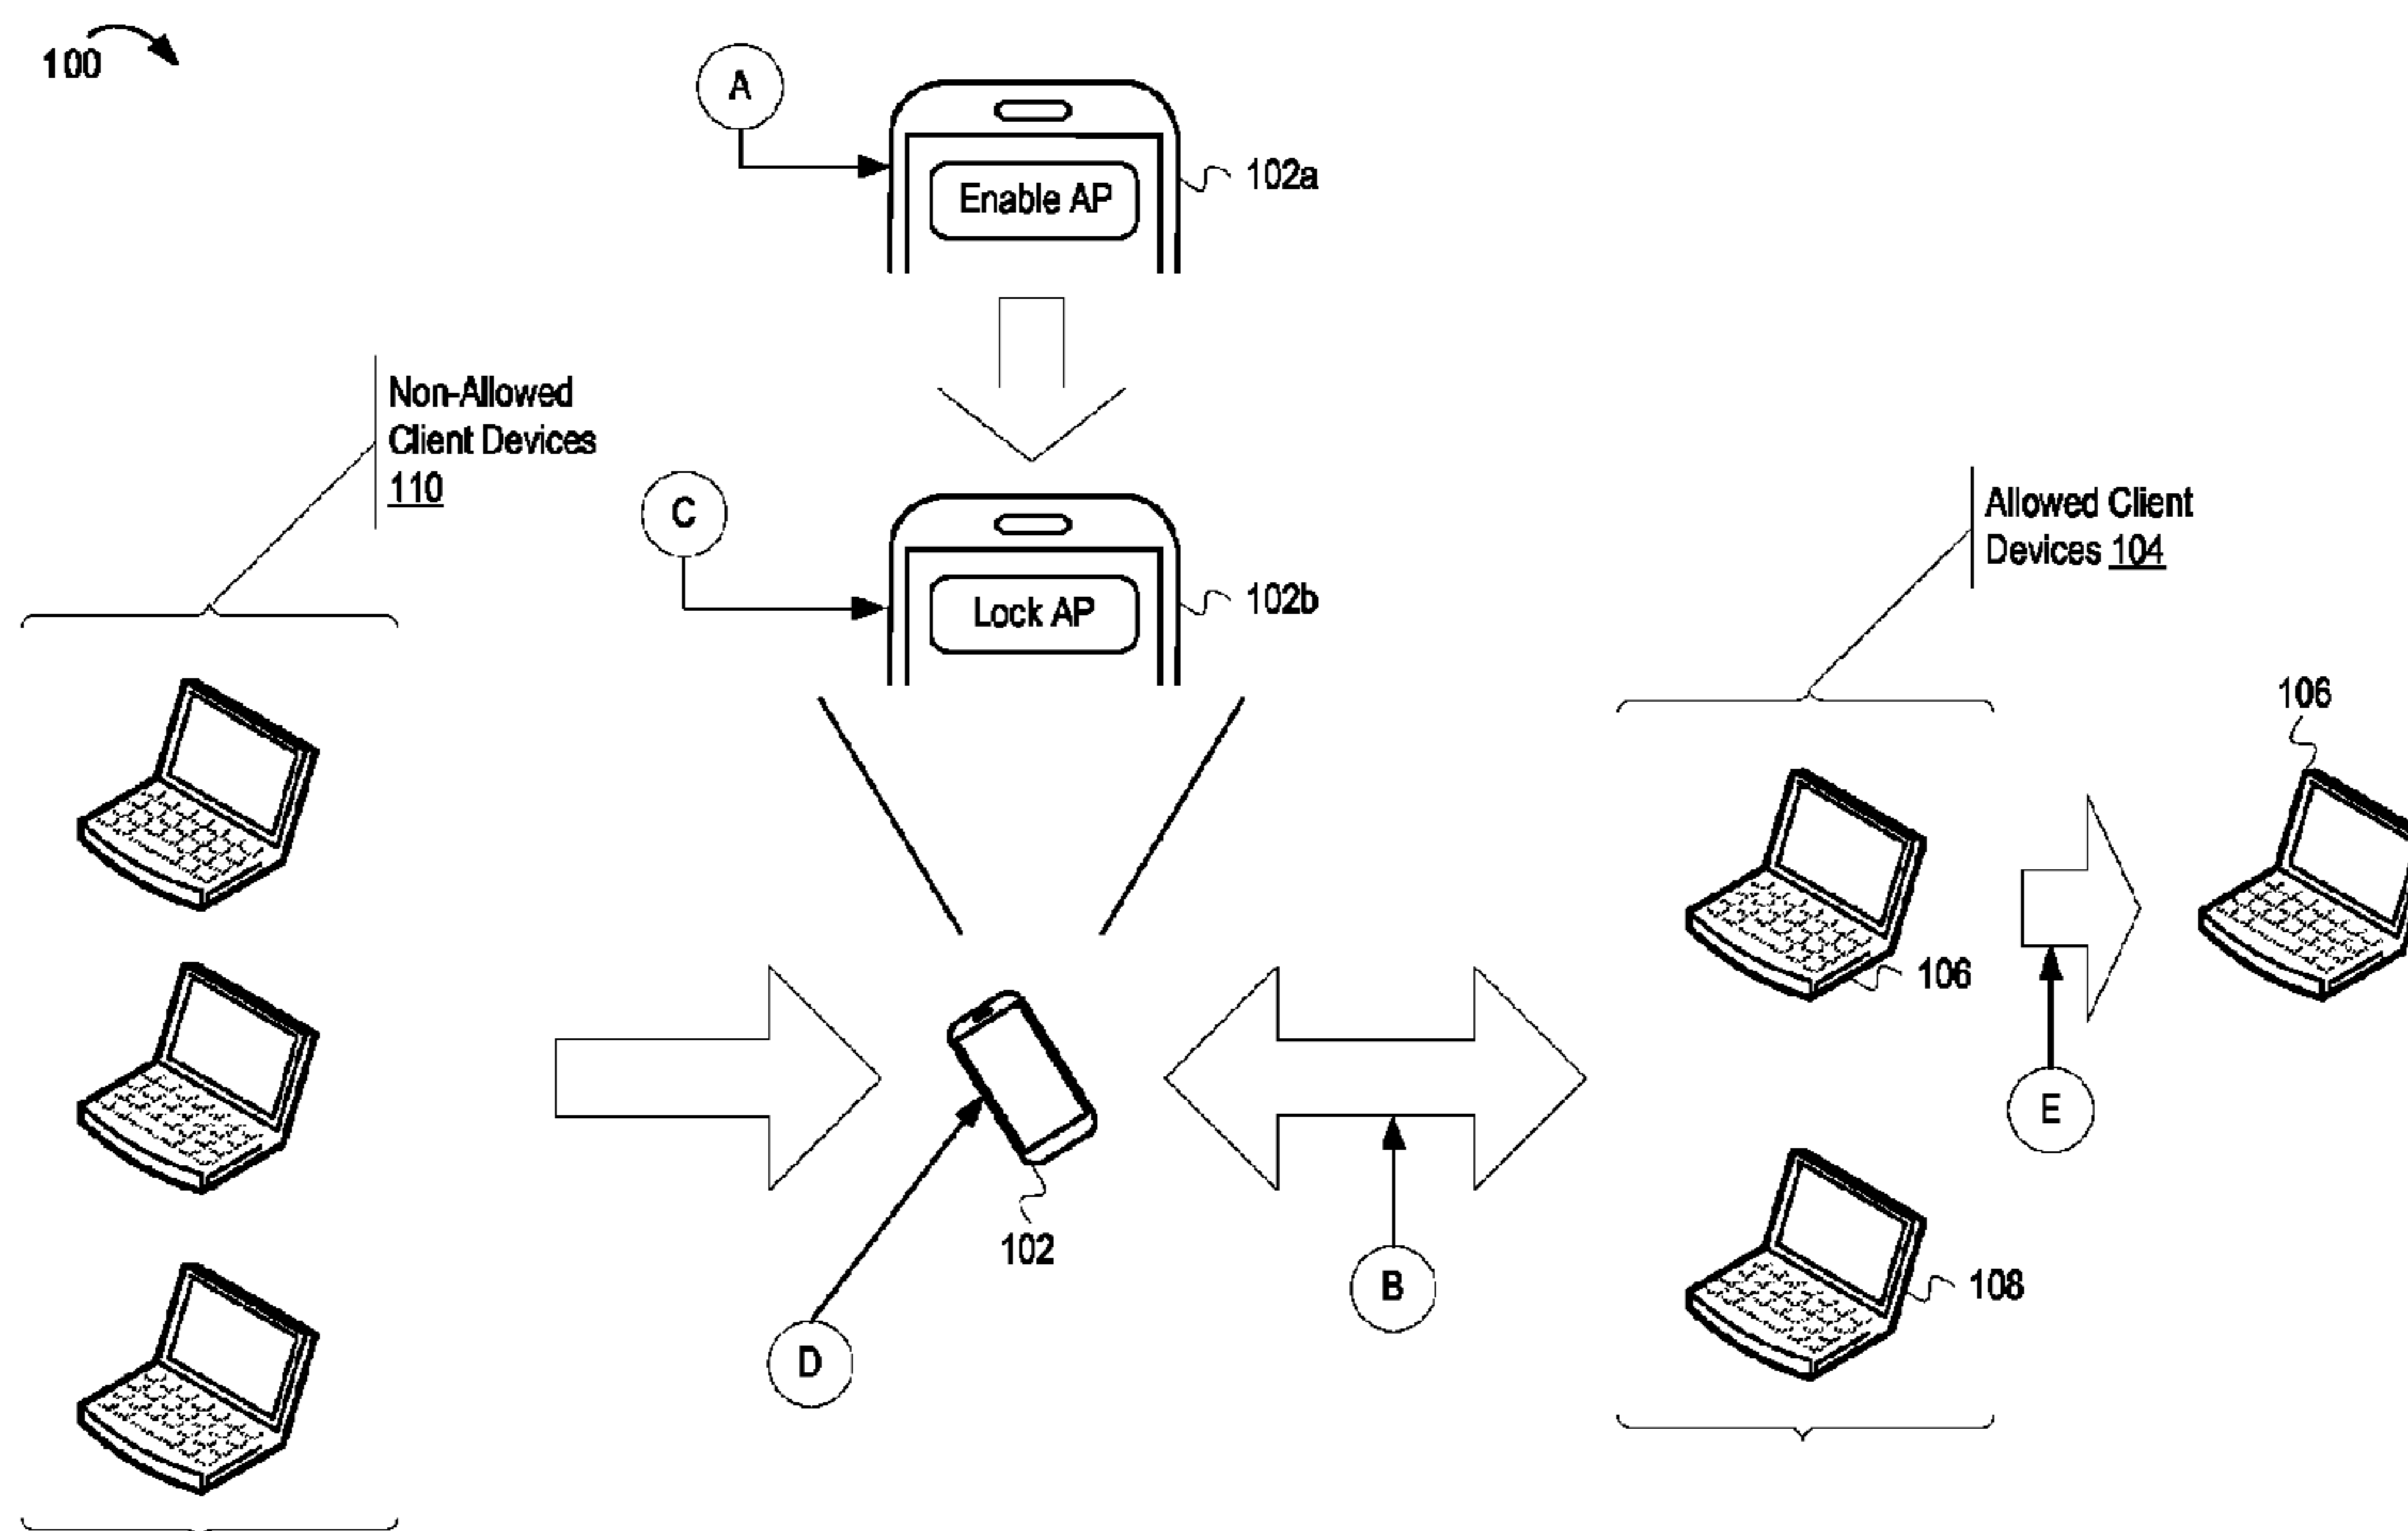 100
A
Enable AP
102a
Non-Allowed
Client Devices
110
C
Lock AP
102b
Allowed Client
Devices 104
106
106
102
E
B
108
D